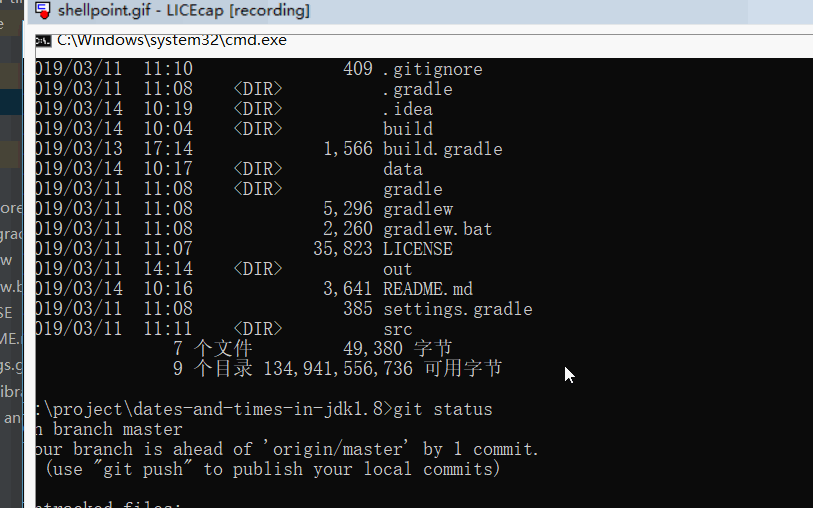 shellpoint.gif - LICEcap [recording]
C:\Windows\system32\cmd.exe
019/03/11  11:10               409 .gitignore
019/03/11  11:08    <DIR>          .gradle
019/03/14  10:19    <DIR>          .idea
019/03/14  10:04    <DIR>          build
019/03/13  17:14             1,566 build.gradle
019/03/14  10:17    <DIR>          data
019/03/11  11:08    <DIR>          gradle
019/03/11  11:08             5,296 gradlew
019/03/11  11:08             2,260 gradlew.bat
019/03/11  11:07            35,823 LICENSE
019/03/11  14:14    <DIR>          out
019/03/14  10:16             3,641 README.md
019/03/11  11:08               385 settings.gradle
019/03/11  11:11    <DIR>          src
7 个文件         49,380 字节
9 个目录 134,941,556,736 可用字节
:\project\dates-and-times-in-jdk1.8>git status
n branch master
our branch is ahead of 'origin/master' by 1 commit.
(use "git push" to publish your local commits)
ntracked files: